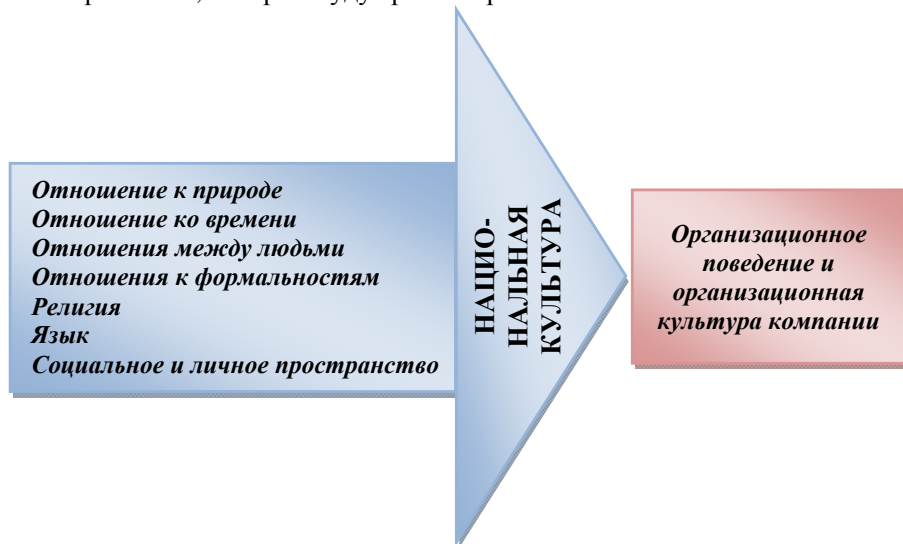 Отношение к природе
Отношение ко времени
Отношения между людьми
Отношения к формальностям
Религия
Язык
Социальное и личное пространство
НАЦИО-
НАЛЬНАЯ
КУЛЬТУРА
Организационное
поведение и
организационная
культура компании